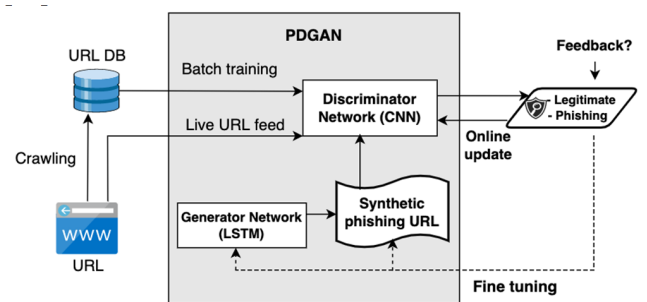 PDGAN
URL DB
Feedback?
Batch training
Discriminator
Network (CNN)
- Legitimate
- Phishing
Live URL feed
Online
update
Crawling
Generator Network
(LSTM)
Synthetic
phishing URL
www
URL
Fine tuning